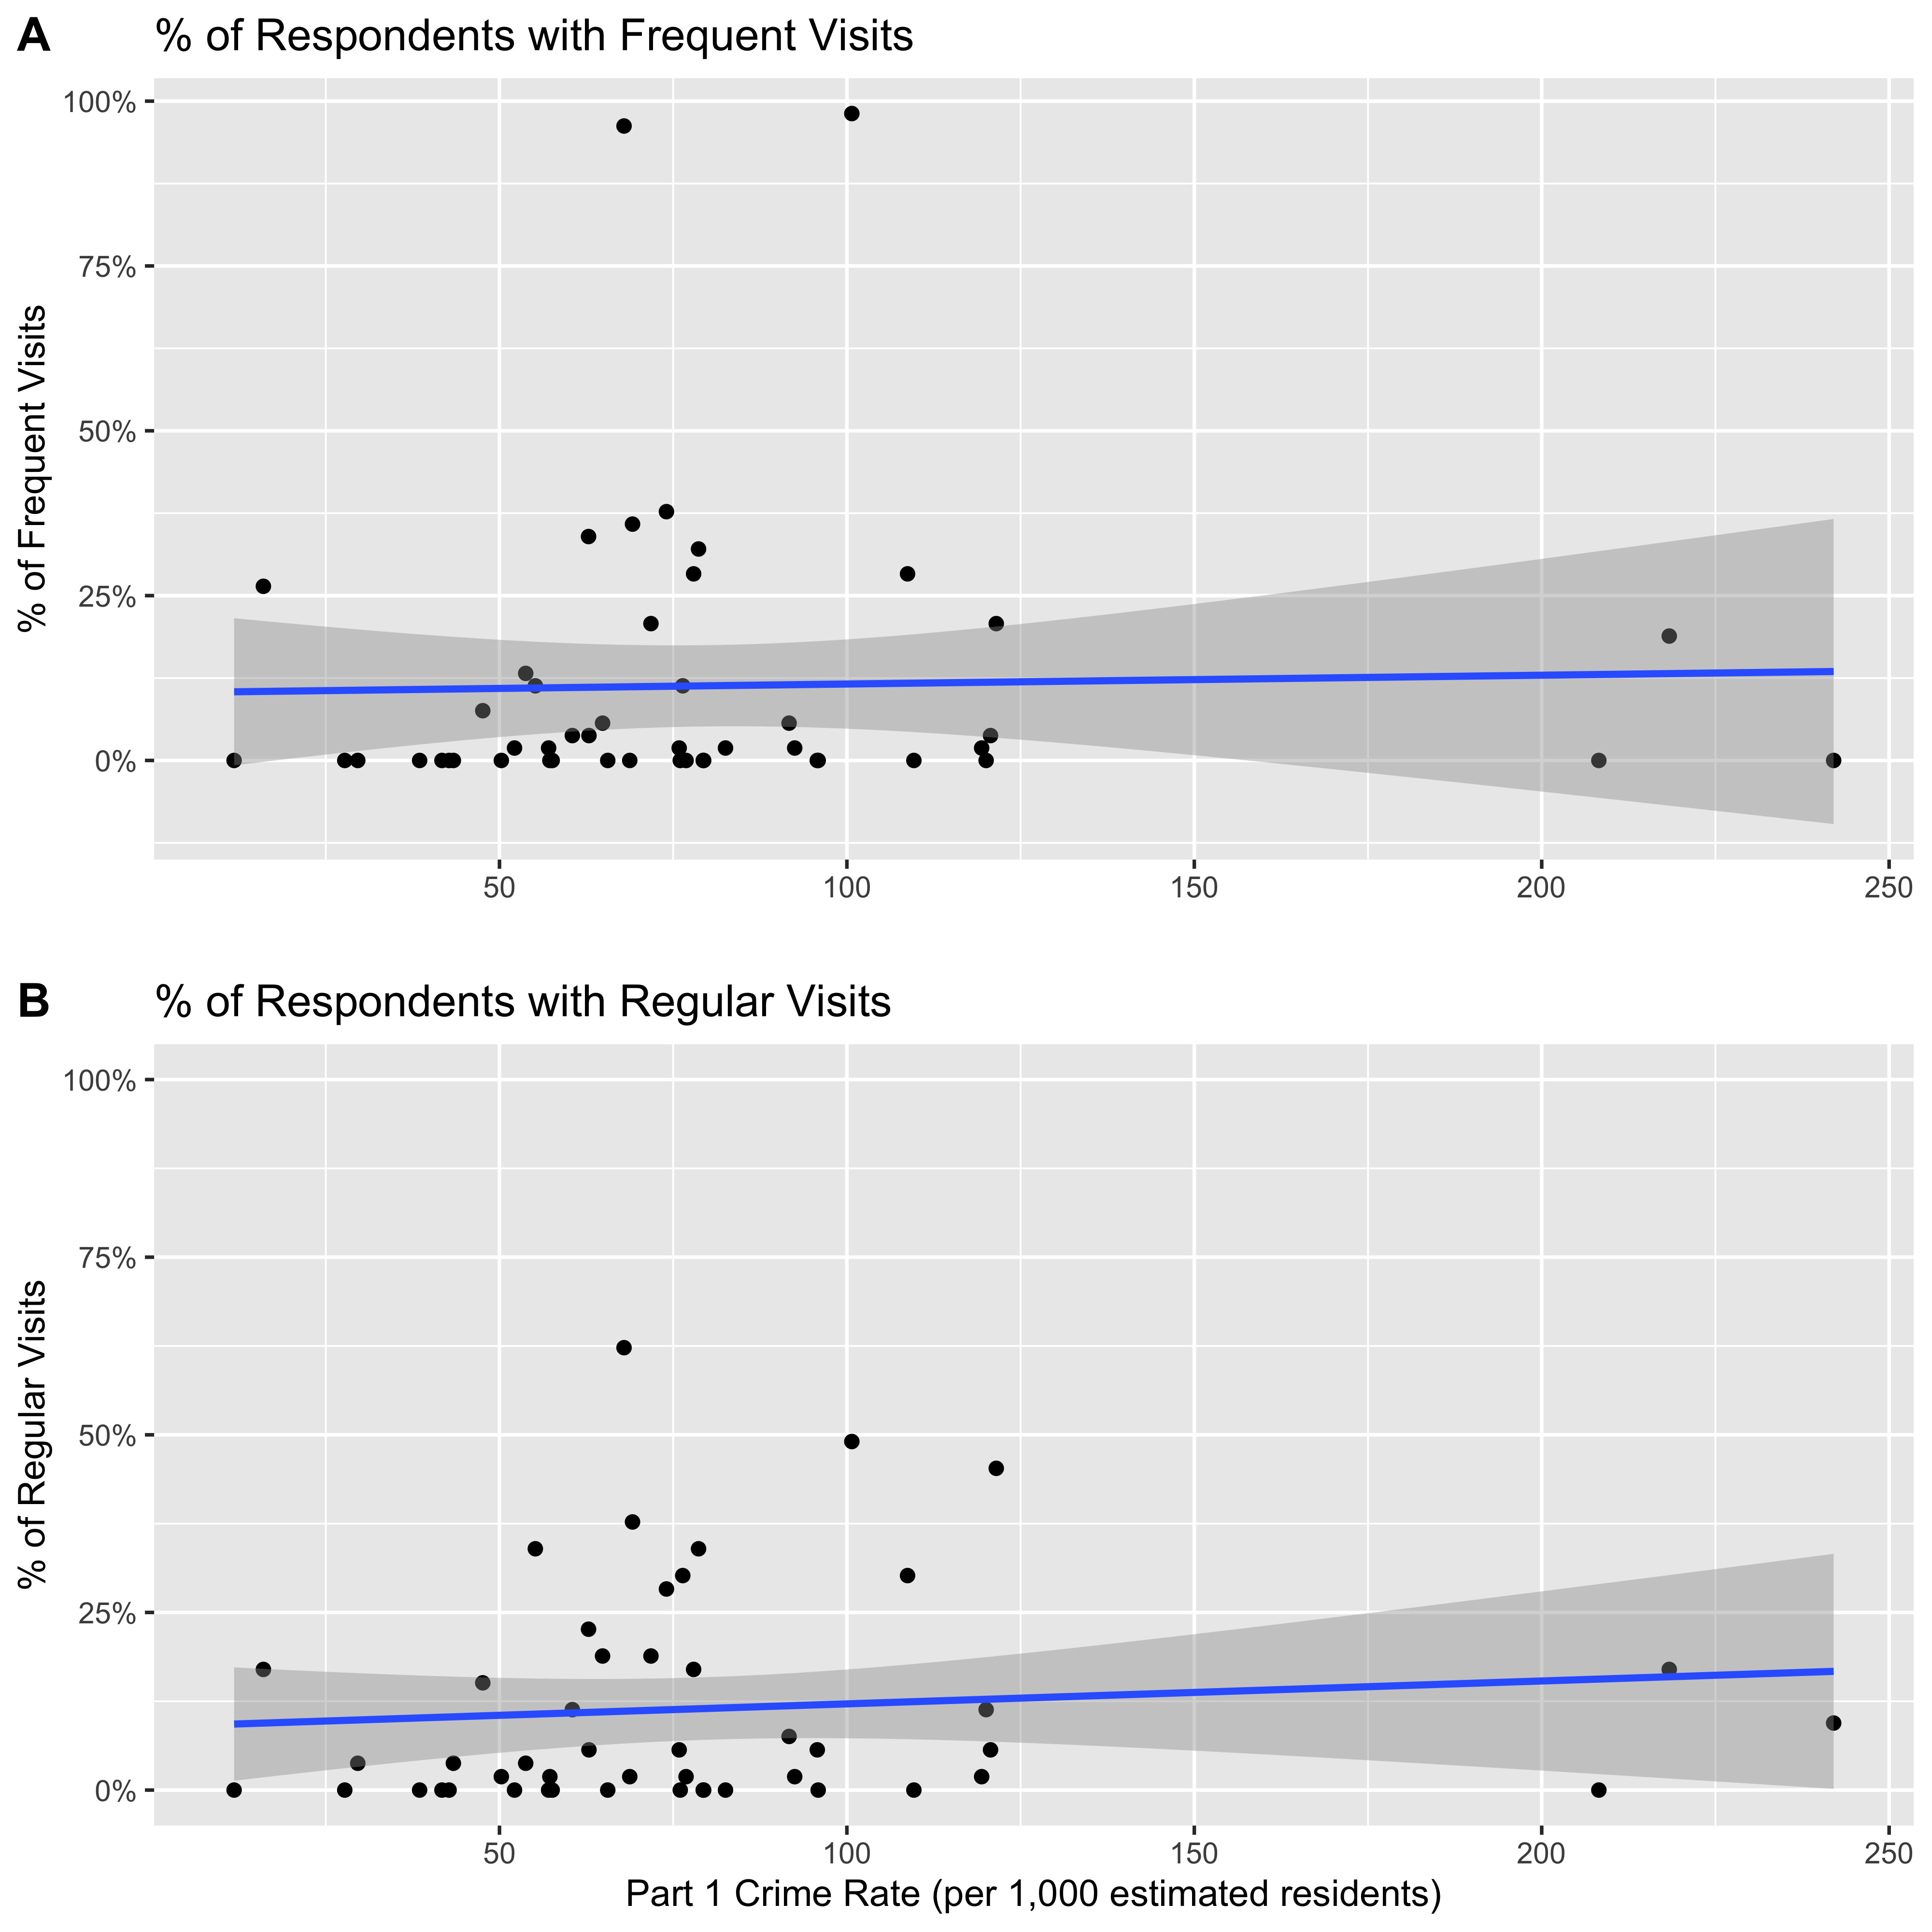 A
% of Respondents with Frequent Visits
% of Frequent Visits
100%
75%
50%
25%
0%
50
100
150
200
250
B
% of Respondents with Regular Visits
% of Regular Visits
100%
75%
50%
25%
0%
50
100
150
200
250
Part 1 Crime Rate (per 1,000 estimated residents)